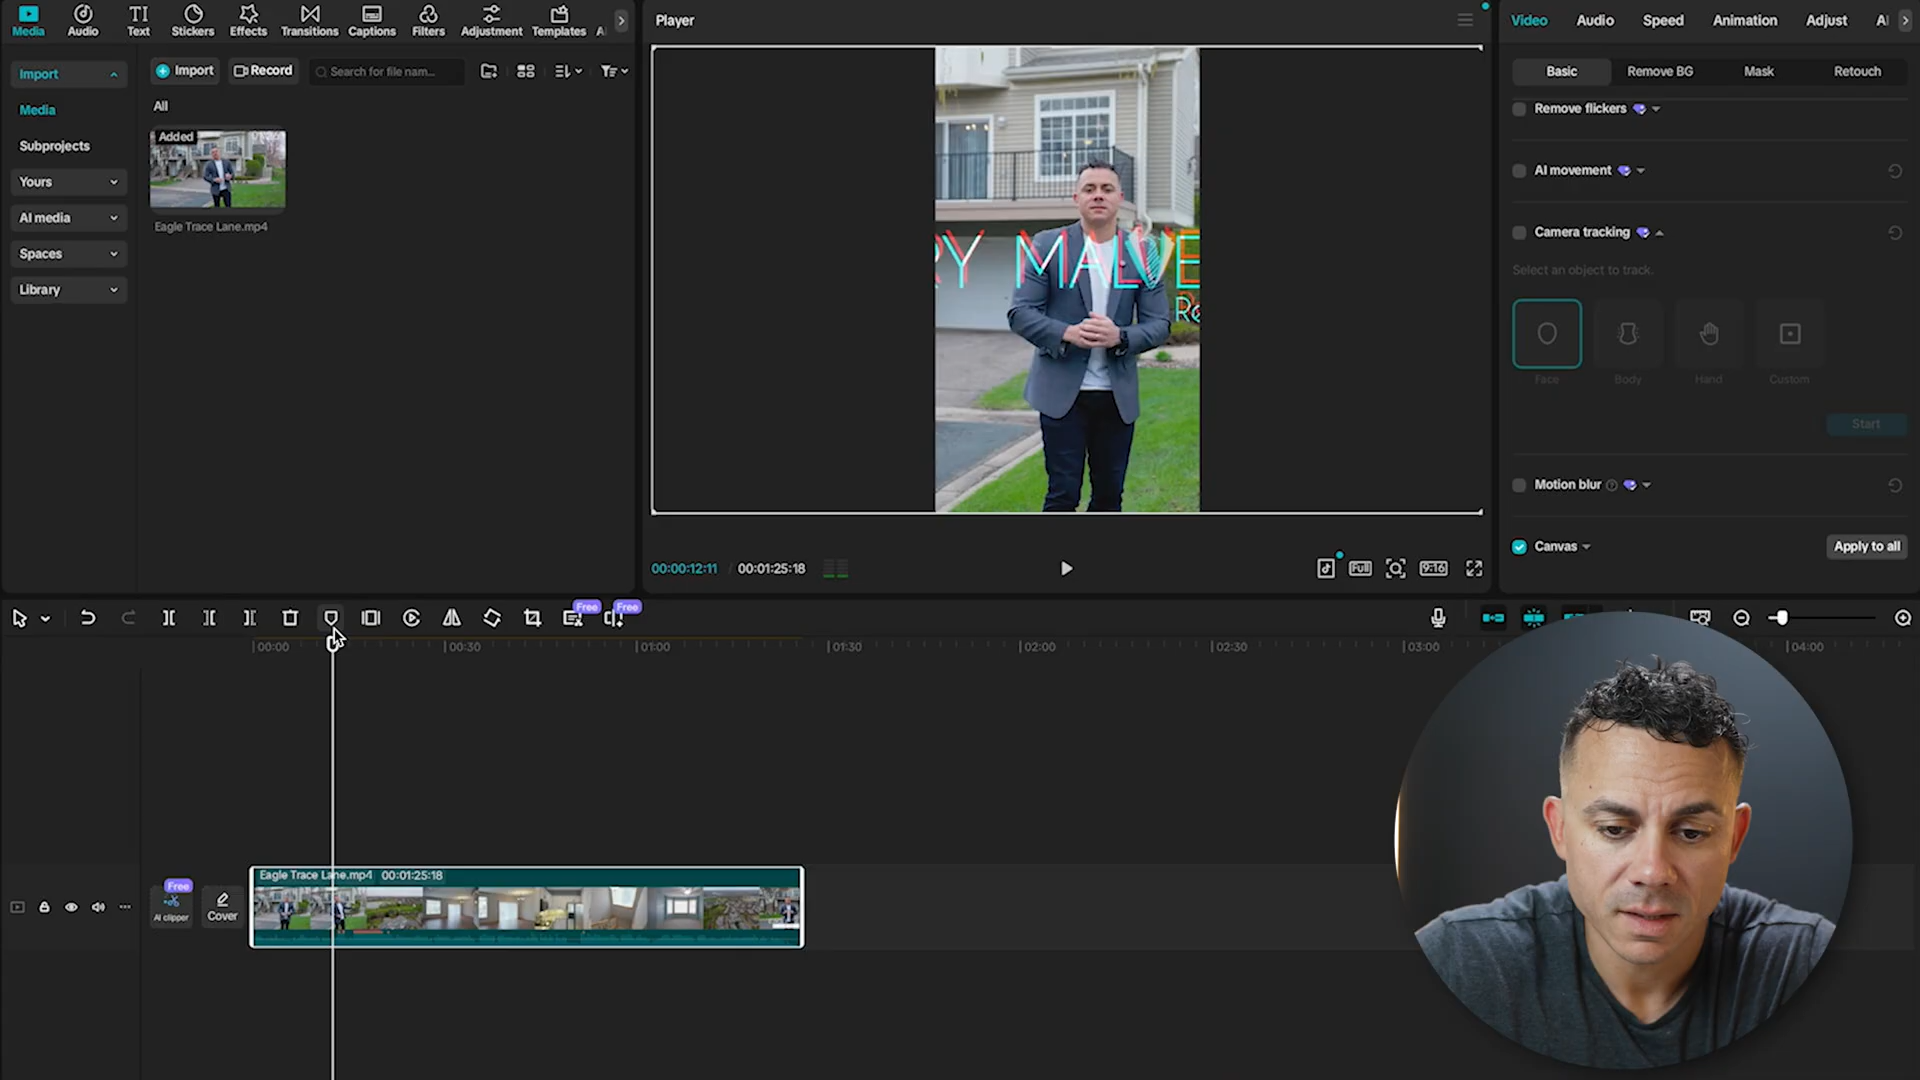 Media
Audio
Text
Stickers
Effects
Transitions
Captions
Filters
Adjustment
Templates
Import
Media
Subprojects
Yours
AI media
Spaces
Library
Import
Record
Search for file nam...
All
Added
Eagle Trace Lane.mp4
Player
RY MALVE
Re
00:00:12:11 / 00:01:25:18
Full
9:16
Video
Audio
Speed
Animation
Adjust
Basic
Remove BG
Mask
Retouch
Remove flickers
AI movement
Camera tracking
Select an object to track.
Face
Body
Hand
Custom
Start
Motion blur
Canvas
Apply to all
Free
Free
00:00
00:30
01:00
01:30
02:00
02:30
03:00
04:00
Free
AI clipper
Cover
Eagle Trace Lane.mp4 00:01:25:18